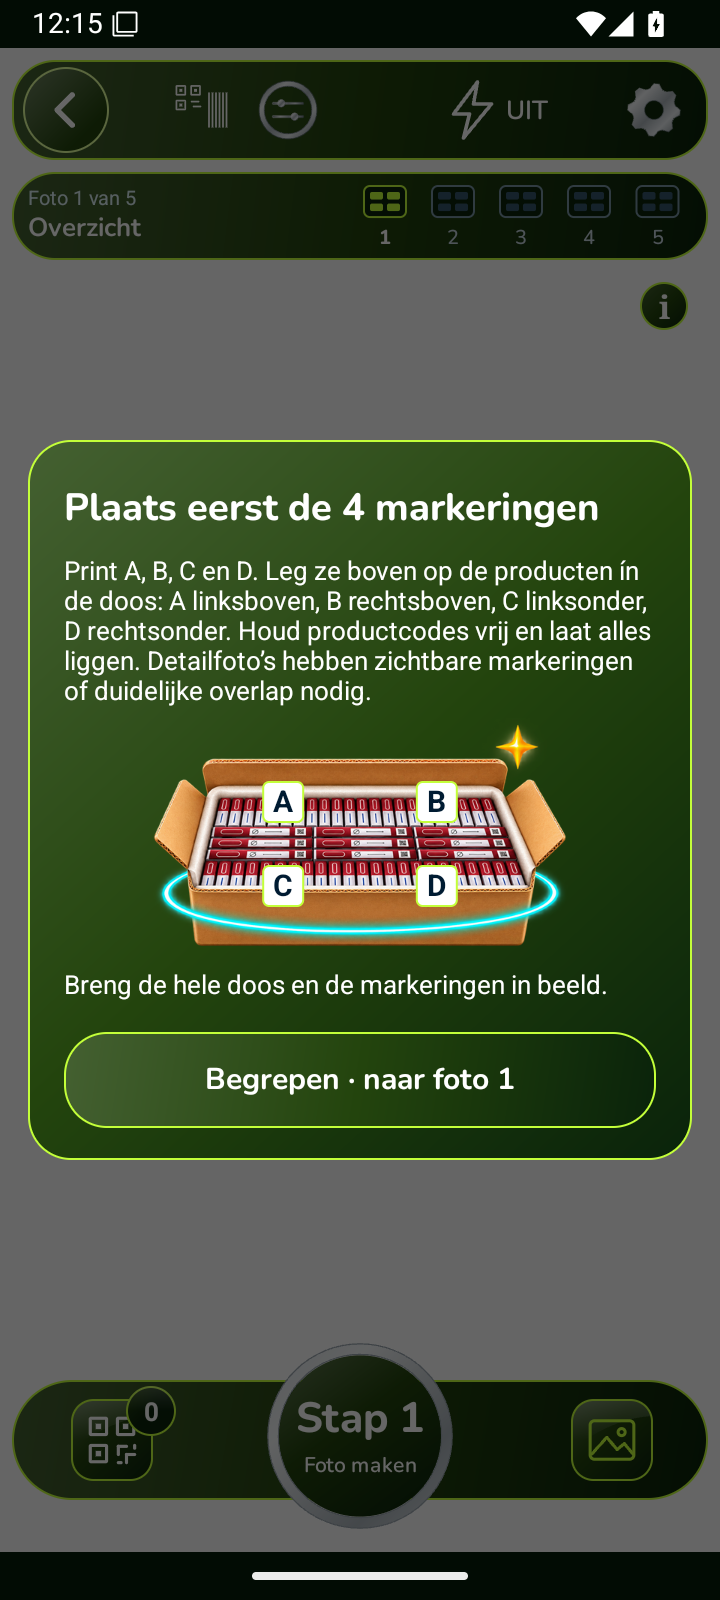 12:15
UIT
Foto 1 van 5
Overzicht
1 2 3 4 5
i
Plaats eerst de 4 markeringen
Print A, B, C en D. Leg ze boven op de producten ín
de doos: A linksboven, B rechtsboven, C linksonder,
D rechtsonder. Houd productcodes vrij en laat alles
liggen. Detailfoto’s hebben zichtbare markeringen
of duidelijke overlap nodig.
A B
C D
Breng de hele doos en de markeringen in beeld.
Begrepen · naar foto 1
0
Stap 1
Foto maken